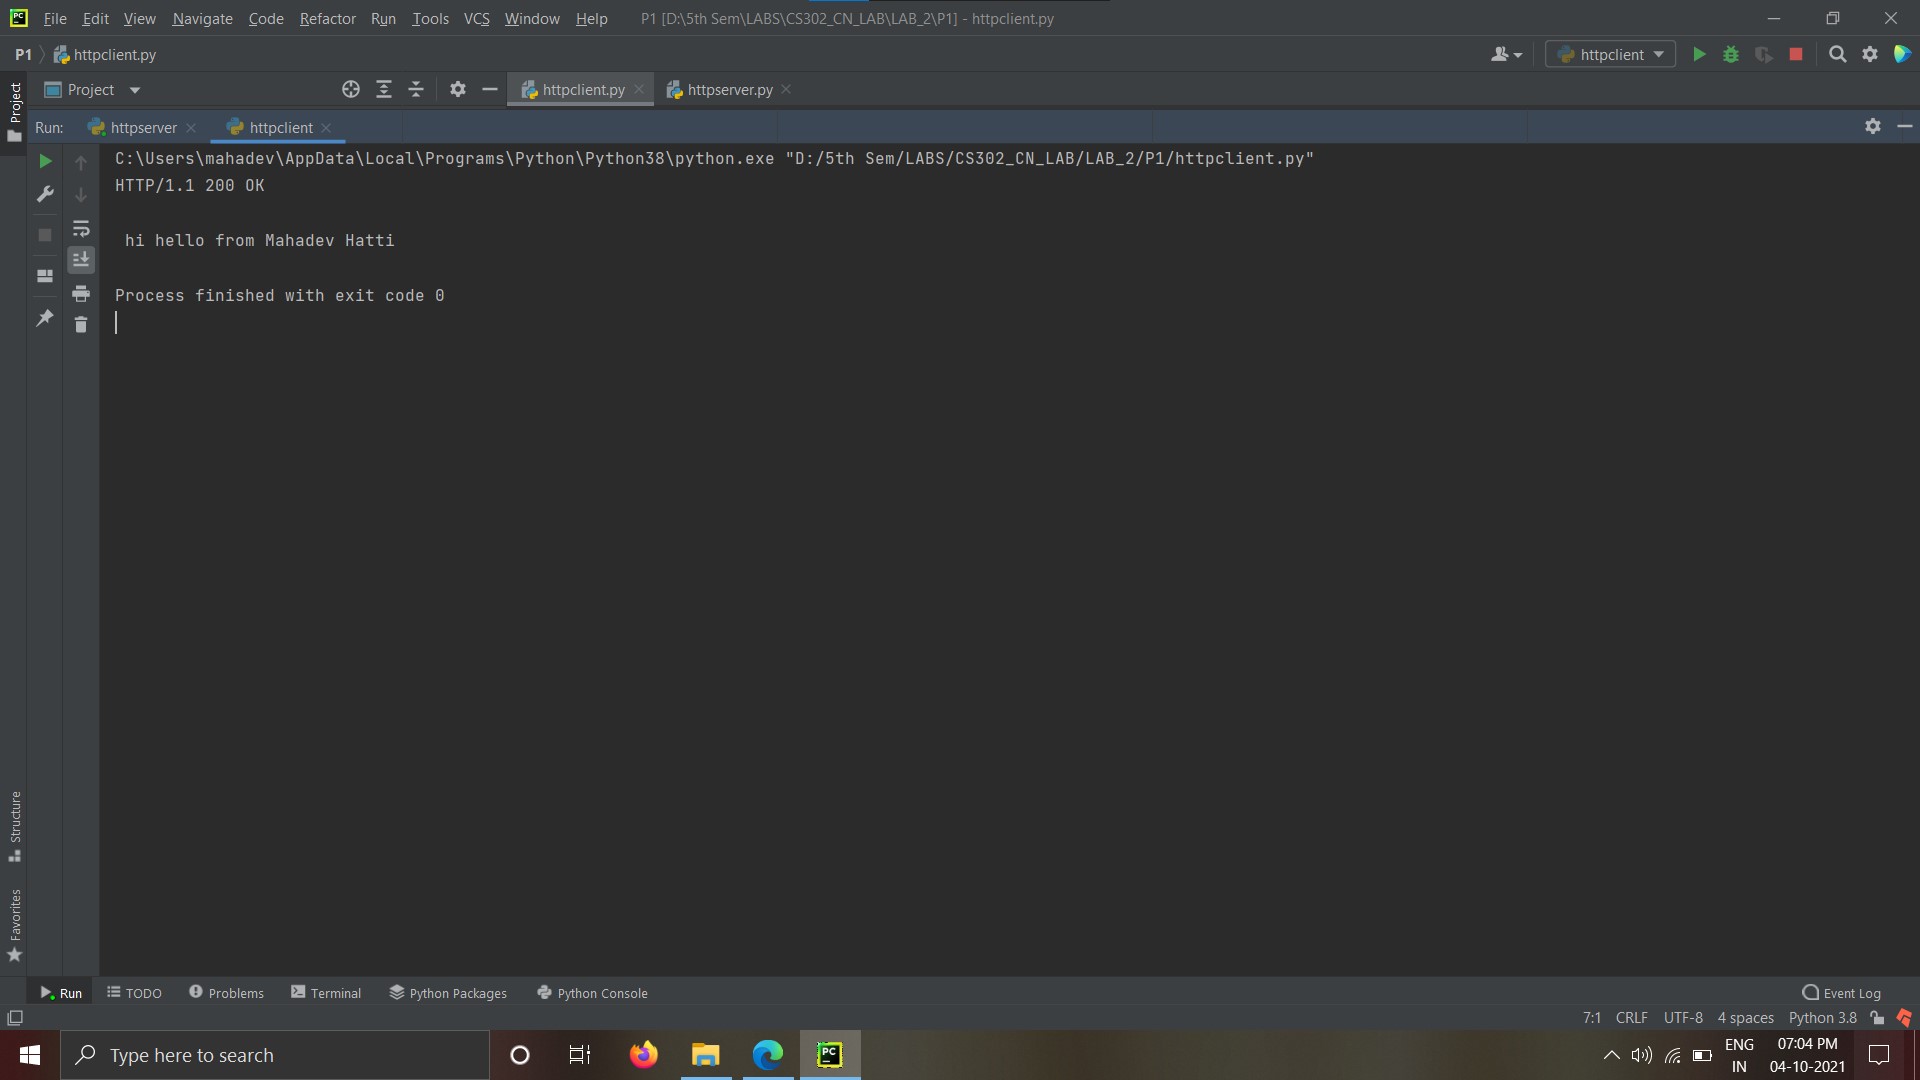 File Edit View Navigate Code Refactor Run Tools VCS Window Help P1 [D:\5th Sem\LABS\CS302_CN_LAB\LAB_2\P1] - httpclient.py
P1 httpclient.py httpclient
Project Project httpclient.py httpserver.py
Run: httpserver httpclient
C:\Users\mahadev\AppData\Local\Programs\Python\Python38\python.exe "D:/5th Sem/LABS/CS302_CN_LAB/LAB_2/P1/httpclient.py"
HTTP/1.1 200 OK
hi hello from Mahadev Hatti
Process finished with exit code 0
Structure
Favorites
Run TODO Problems Terminal Python Packages Python Console Event Log
7:1 CRLF UTF-8 4 spaces Python 3.8
PC Type here to search PC ENG 07:04 PM
IN 04-10-2021